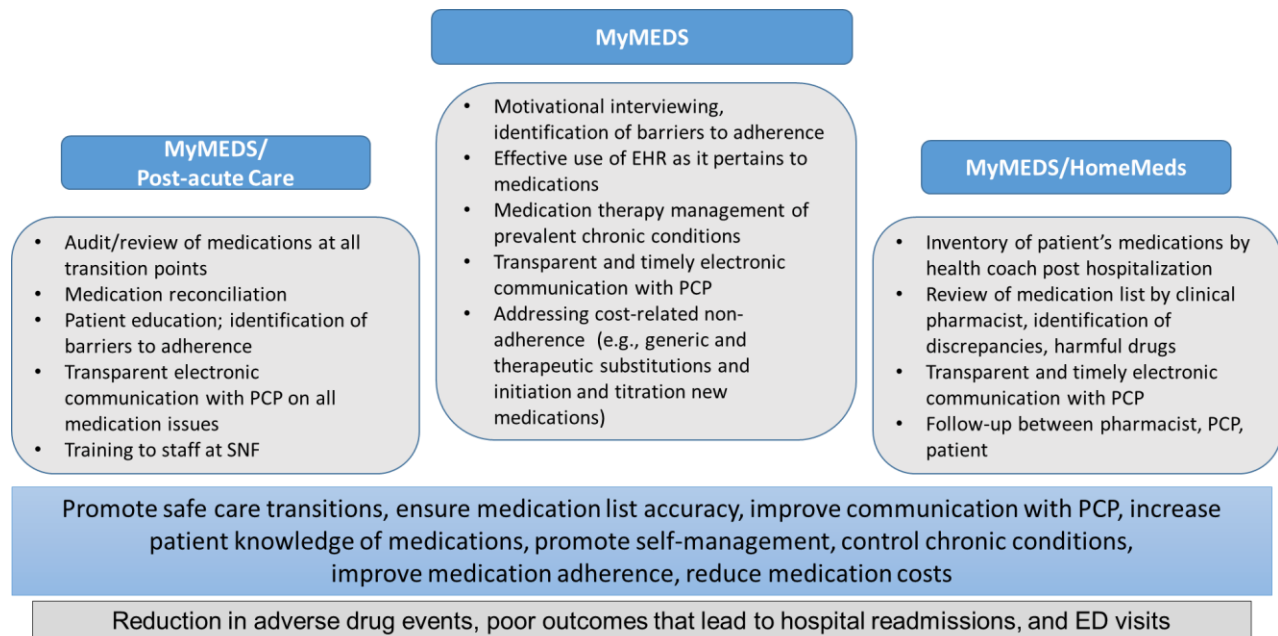 MyMEDS
• Motivational interviewing,
identification of barriers to adherence
• Effective use of EHR as it pertains to
medications
• Medication therapy management of
prevalent chronic conditions
• Transparent and timely electronic
communication with PCP
• Addressing cost-related non-
adherence (e.g., generic and
therapeutic substitutions and
initiation and titration new
medications)
MyMEDS/
Post-acute Care
• Audit/review of medications at all
transition points
• Medication reconciliation
• Patient education; identification of
barriers to adherence
• Transparent electronic
communication with PCP on all
medication issues
• Training to staff at SNF
MyMEDS/HomeMeds
• Inventory of patient’s medications by
health coach post hospitalization
• Review of medication list by clinical
pharmacist, identification of
discrepancies, harmful drugs
• Transparent and timely electronic
communication with PCP
• Follow-up between pharmacist, PCP,
patient
Promote safe care transitions, ensure medication list accuracy, improve communication with PCP, increase
patient knowledge of medications, promote self-management, control chronic conditions,
improve medication adherence, reduce medication costs
Reduction in adverse drug events, poor outcomes that lead to hospital readmissions, and ED visits